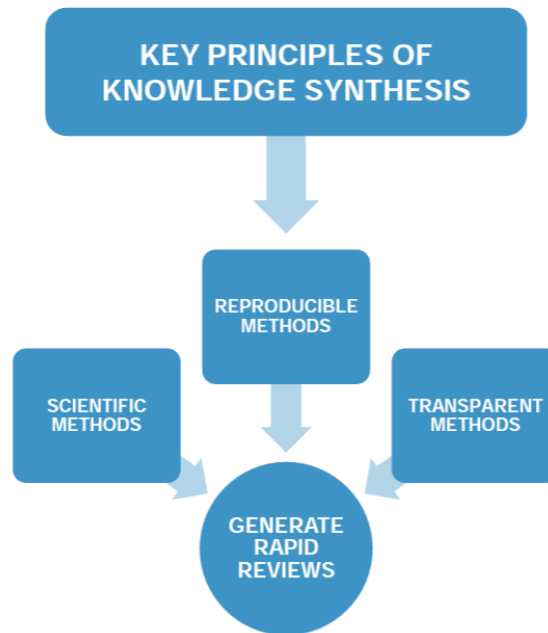 KEY PRINCIPLES OF
KNOWLEDGE SYNTHESIS
REPRODUCIBLE
METHODS
SCIENTIFIC
METHODS
TRANSPARENT
METHODS
GENERATE
RAPID
REVIEWS